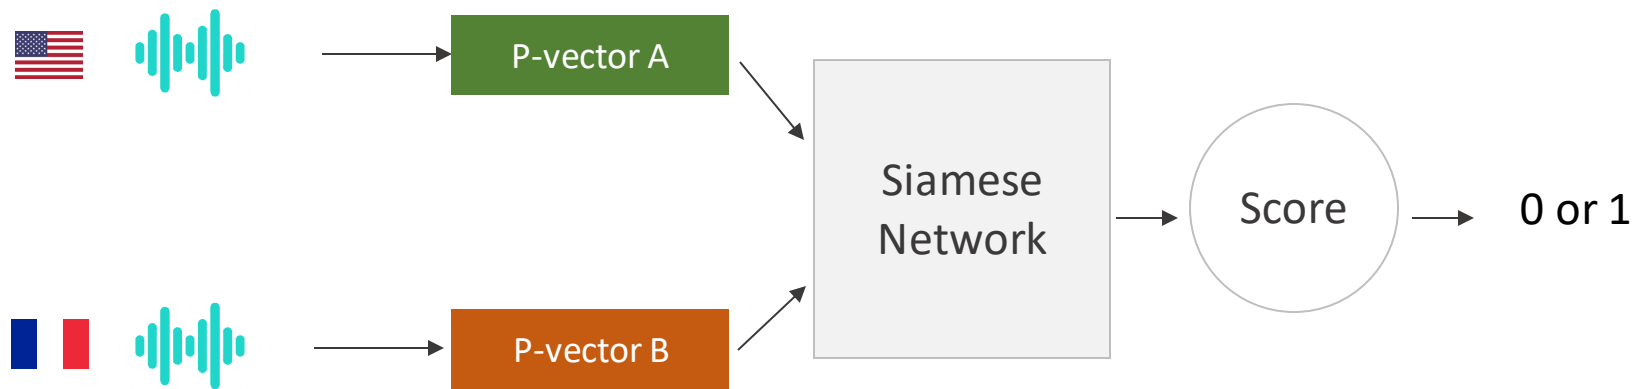 P-vector A
Siamese
Network
Score
0 or 1
P-vector B